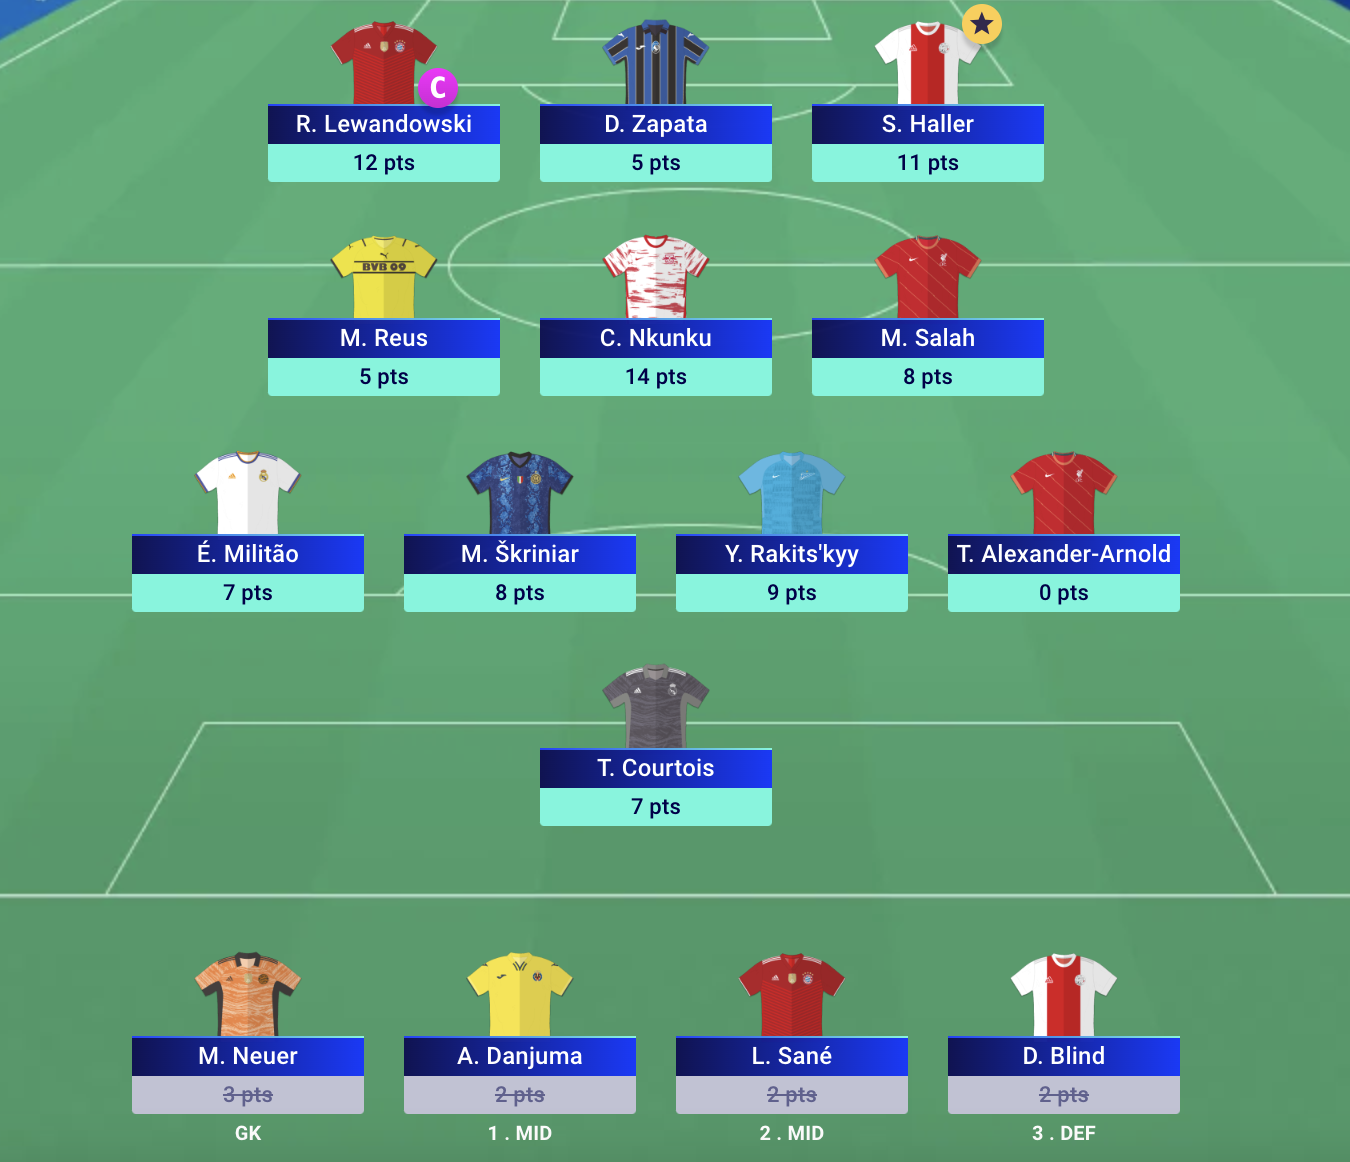 C
R. Lewandowski
D. Zapata
S. Haller
12 pts
5 pts
11 pts
BVB 09
M. Reus
C. Nkunku
M. Salah
5 pts
14 pts
8 pts
É. Militão
M. Škriniar
Y. Rakits'kyy
T. Alexander-Arnold
7 pts
8 pts
9 pts
0 pts
T. Courtois
7 pts
M. Neuer
A. Danjuma
L. Sané
D. Blind
3 pts
2 pts
2 pts
2 pts
GK
1 . MID
2 . MID
3 . DEF